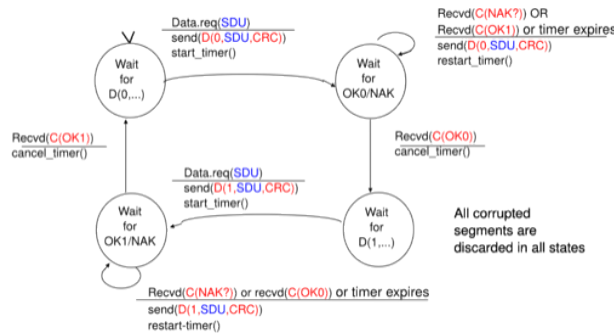 Data.req(SDU)
send(D(0,SDU,CRC))
start_timer()
Recvd(C(NAK?)) OR
Recvd(C(OK1)) or timer expires
send(D(0,SDU,CRC))
restart_timer()
Wait
for
D(0,...)
Wait
for
OK0/NAK
Recvd(C(OK1))
cancel_timer()
Recvd(C(OK0))
cancel_timer()
Data.req(SDU)
send(D(1,SDU,CRC))
start_timer()
Wait
for
OK1/NAK
Wait
for
D(1,...)
All corrupted
segments are
discarded in all states
Recvd(C(NAK?)) or recvd(C(OK0)) or timer expires
send(D(1,SDU,CRC))
restart-timer()